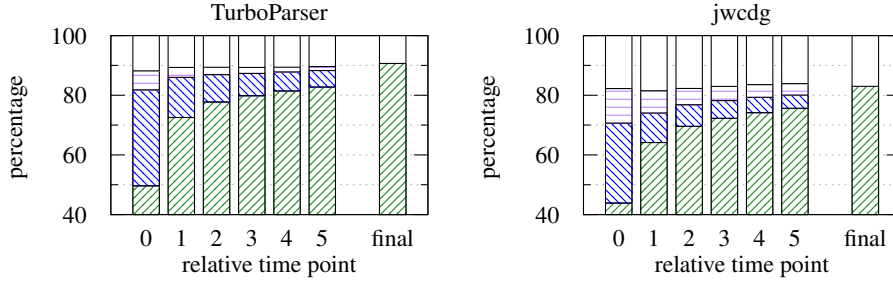 TurboParser
100
80
60
40
percentage
0 1 2 3 4 5 final
relative time point
jwcdg
100
80
60
40
percentage
0 1 2 3 4 5 final
relative time point